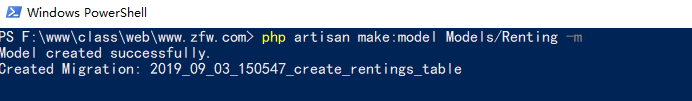 Windows PowerShell
PS F:\www\class\web\www.zfw.com> php artisan make:model Models/Renting -m
Model created successfully.
Created Migration: 2019_09_03_150547_create_rentings_table